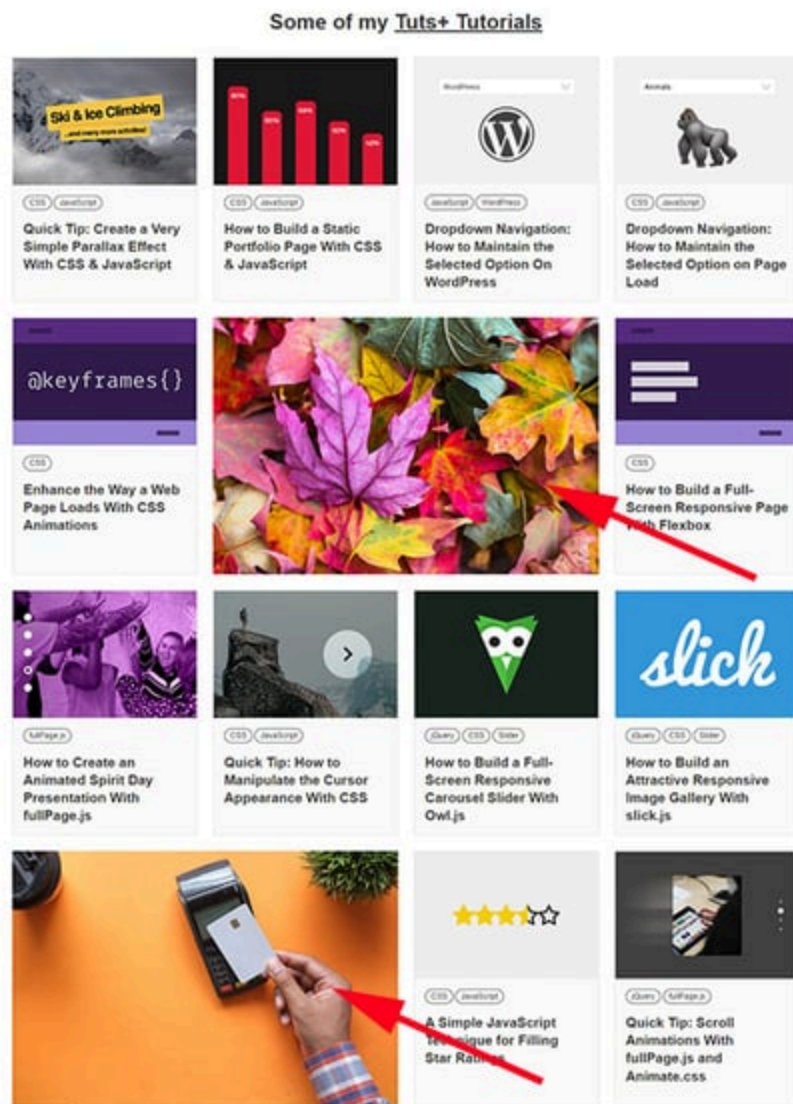 Some of my Tuts+ Tutorials
Ski & Ice Climbing
...and many more activities!
WordPress
Animals
CSS JavaScript
Quick Tip: Create a Very
Simple Parallax Effect
With CSS & JavaScript
CSS JavaScript
How to Build a Static
Portfolio Page With CSS
& JavaScript
JavaScript WordPress
Dropdown Navigation:
How to Maintain the
Selected Option On
WordPress
CSS JavaScript
Dropdown Navigation:
How to Maintain the
Selected Option on Page
Load
@keyframes{}
CSS
Enhance the Way a Web
Page Loads With CSS
Animations
CSS
How to Build a Full-
Screen Responsive Page
With Flexbox
fullPage.js
How to Create an
Animated Spirit Day
Presentation With
fullPage.js
CSS JavaScript
Quick Tip: How to
Manipulate the Cursor
Appearance With CSS
jQuery CSS Slider
How to Build a Full-
Screen Responsive
Carousel Slider With
Owl.js
slick
jQuery CSS Slider
How to Build an
Attractive Responsive
Image Gallery With
slick.js
CSS JavaScript
A Simple JavaScript
Technique for Filling
Star Ratings
jQuery fullPage.js
Quick Tip: Scroll
Animations With
fullPage.js and
Animate.css